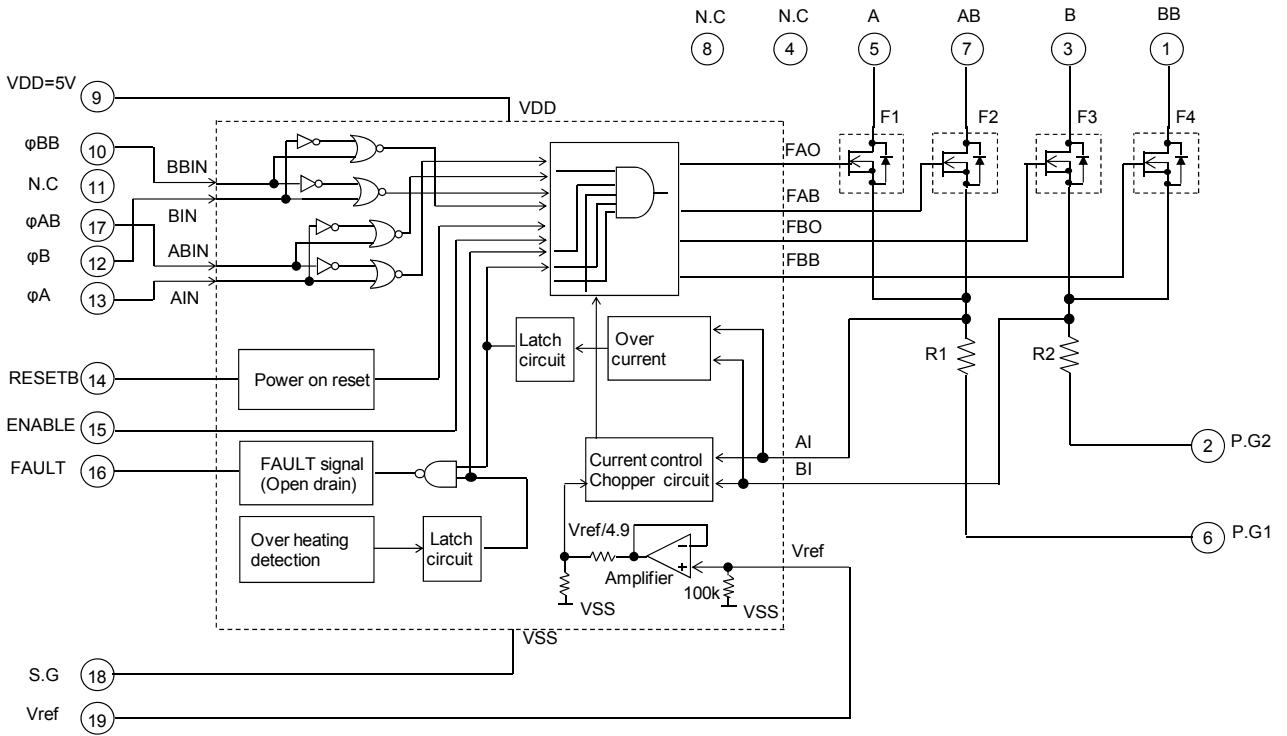 N.C
N.C
A
AB
B
BB
8
4
5
7
3
1
VDD=5V
9
VDD
φBB
10
BBIN
N.C
11
BIN
φAB
17
ABIN
φB
12
φA
13
AIN
F1
F2
F3
F4
FAO
FAB
FBO
FBB
Latch
circuit
Over
current
R1
R2
RESETB
14
Power on reset
ENABLE
15
FAULT
16
FAULT signal
(Open drain)
Current control
Chopper circuit
AI
BI
2
P.G2
Over heating
detection
Latch
circuit
Vref/4.9
Amplifier
-
+
Vref
100k
VSS
VSS
6
P.G1
VSS
S.G
18
Vref
19